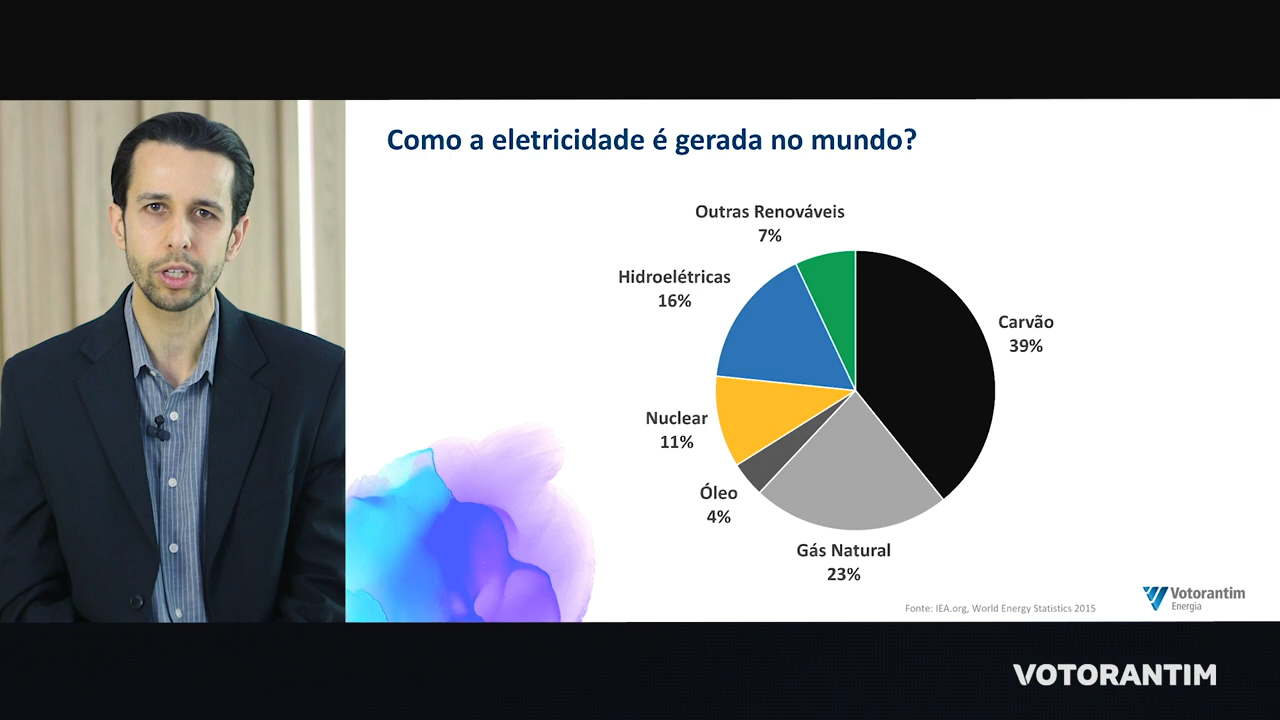 Como a eletricidade é gerada no mundo?
Outras Renováveis
7%
Hidroelétricas
16%
Carvão
39%
Nuclear
11%
Óleo
4%
Gás Natural
23%
Fonte: IEA.org, World Energy Statistics 2015
Votorantim
Energia
VOTORANTIM